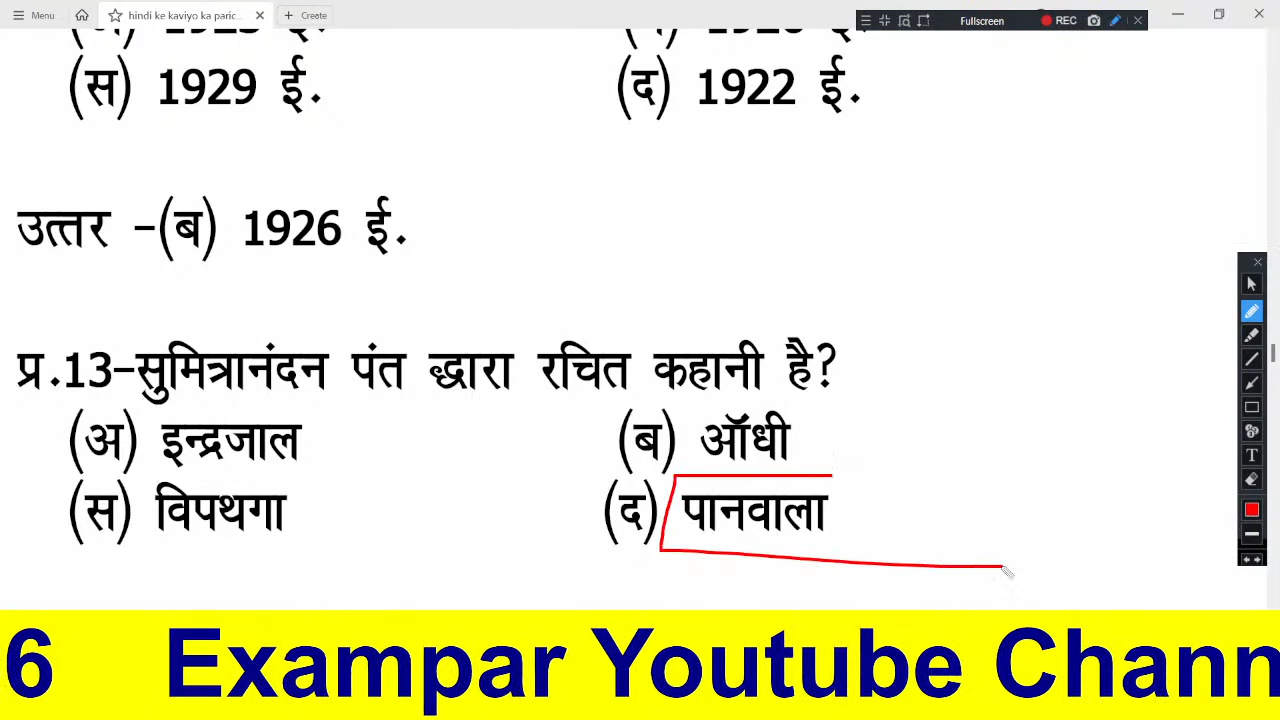 Menu hindi ke kaviyo ka paric... Create Fullscreen REC
(स) 1929 ई. (द) 1922 ई.
उत्तर -(ब) 1926 ई.
प्र.13-सुमित्रानंदन पंत द्धारा रचित कहानी है?
(अ) इन्द्रजाल (ब) ऑंधी
(स) विपथगा (द) पानवाला
6 Exampar Youtube Chann